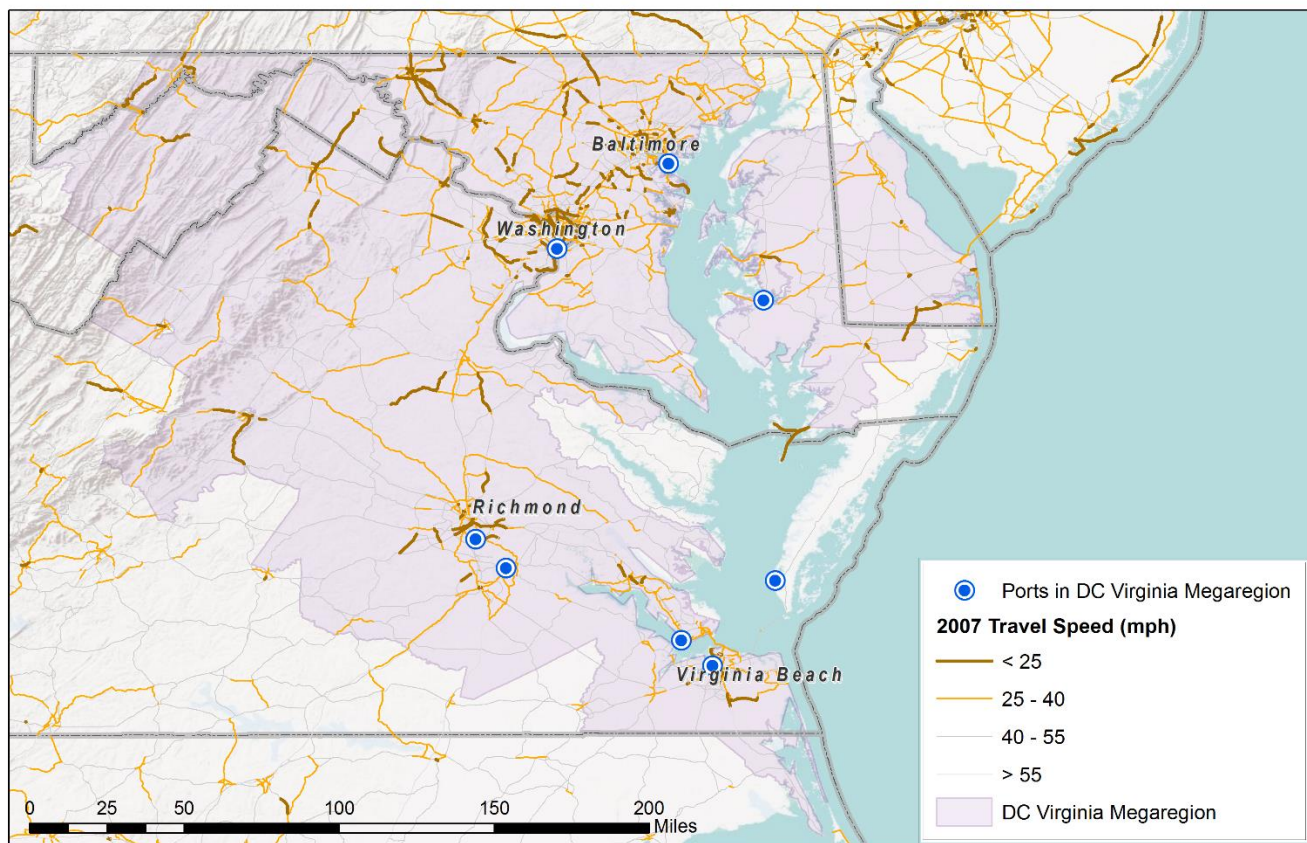 Baltimore
Washington
Richmond
Virginia Beach
Ports in DC Virginia Megaregion
2007 Travel Speed (mph)
< 25
25 - 40
40 - 55
> 55
DC Virginia Megaregion
0 25 50 100 150 200
Miles